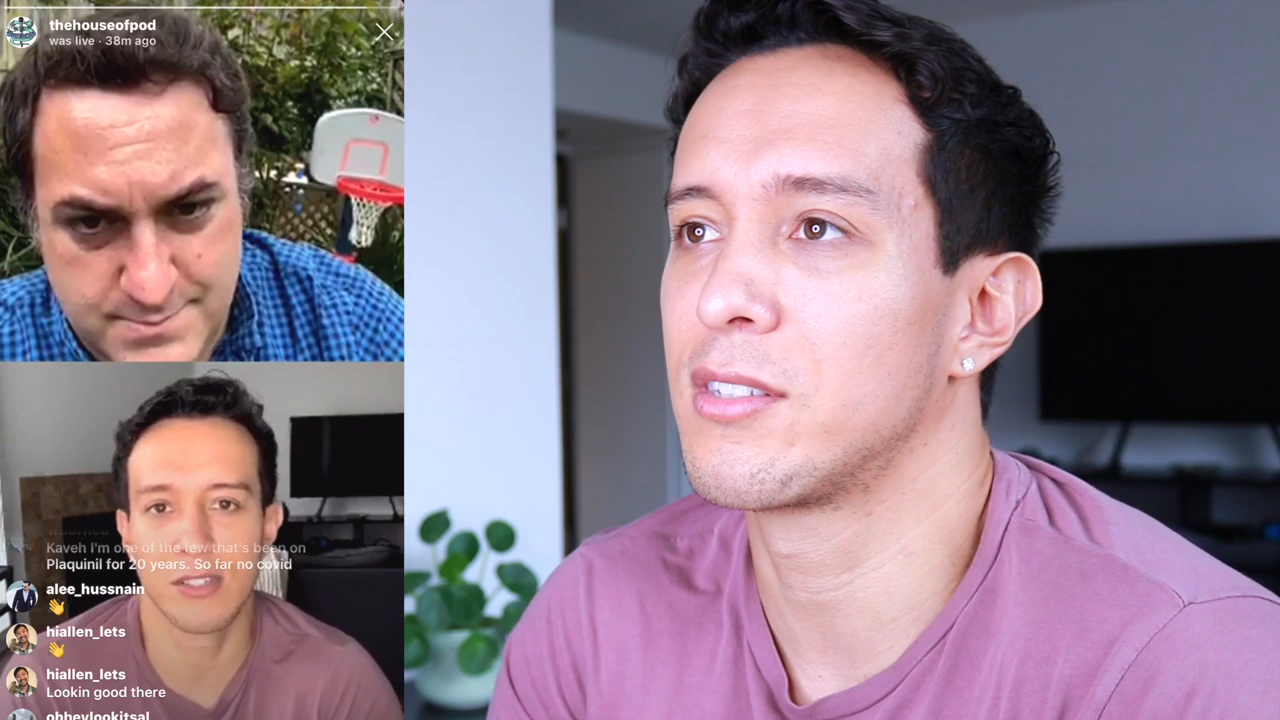 thehouseofpod
was live · 38m ago
Kaveh I'm one of the few that's been on
Plaquinil for 20 years. So far no covid
alee_hussnain
👋
hiallen_lets
👋
hiallen_lets
Lookin good there
ohheylookitsal